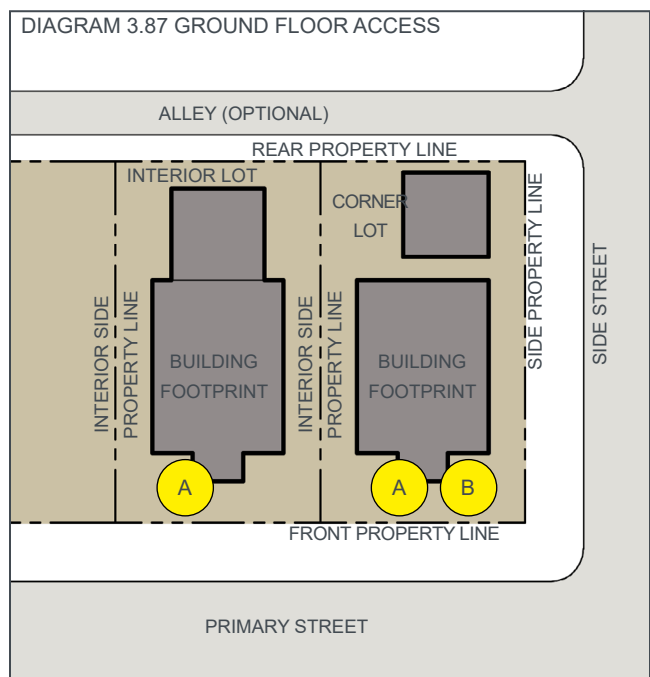 DIAGRAM 3.87 GROUND FLOOR ACCESS
ALLEY (OPTIONAL)
REAR PROPERTY LINE
INTERIOR LOT
CORNER
LOT
INTERIOR SIDE
PROPERTY LINE
BUILDING
FOOTPRINT
INTERIOR SIDE
PROPERTY LINE
BUILDING
FOOTPRINT
SIDE PROPERTY LINE
SIDE STREET
A
A
B
FRONT PROPERTY LINE
PRIMARY STREET